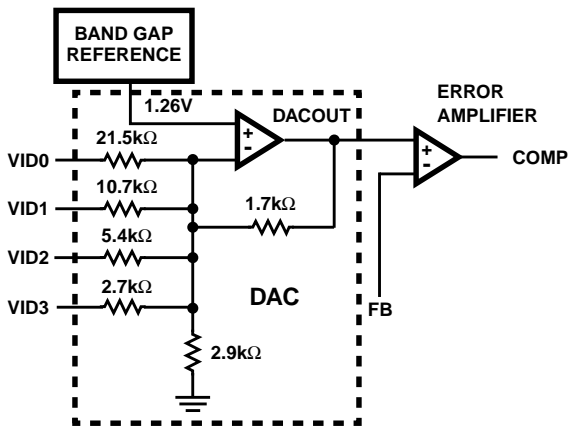 BAND GAP
REFERENCE
1.26V
DACOUT
ERROR
AMPLIFIER
21.5kΩ
VID0
+
-
+
-
COMP
10.7kΩ
VID1
1.7kΩ
5.4kΩ
VID2
2.7kΩ
VID3
DAC
FB
2.9kΩ